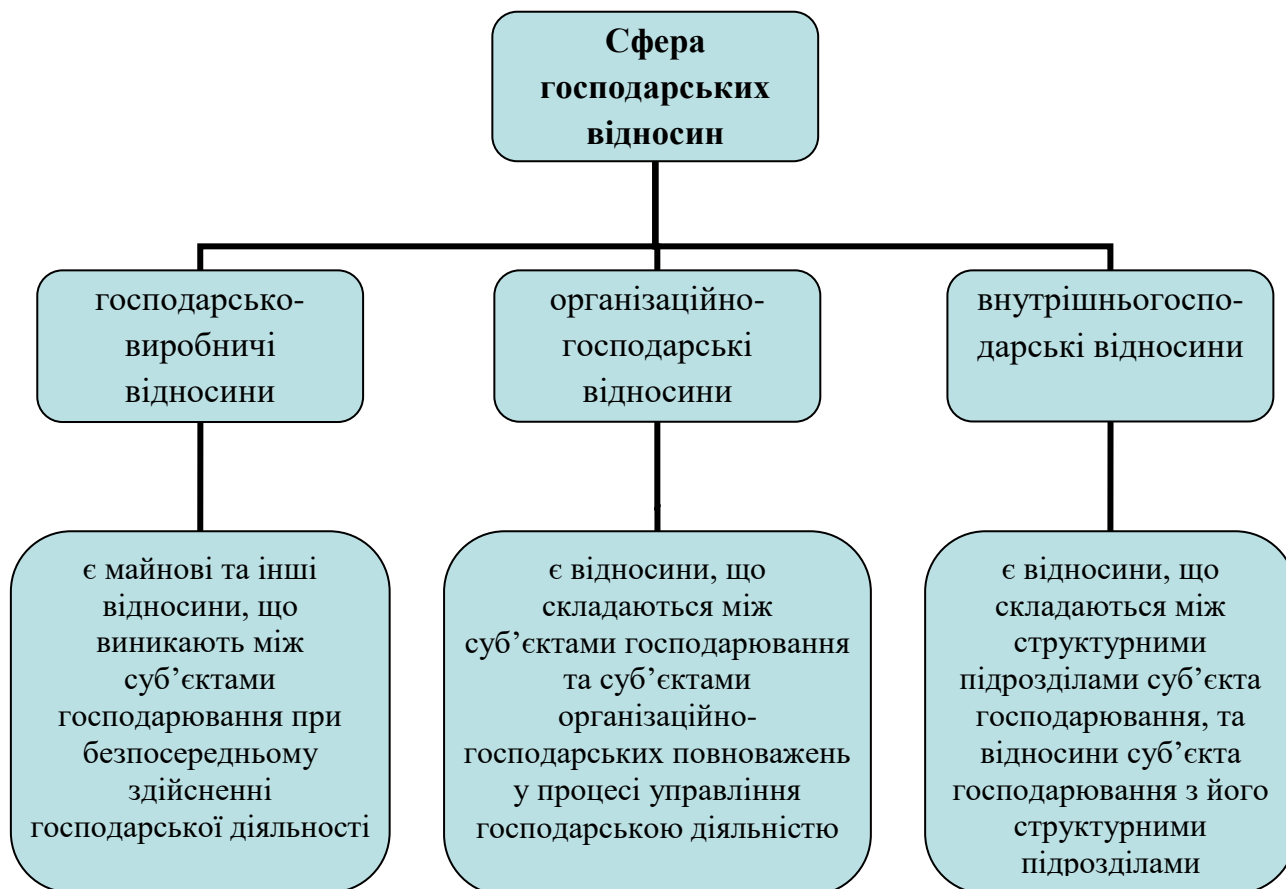 Сфера
господарських
відносин
господарсько-
виробничі
відносини
організаційно-
господарські
відносини
внутрішньогоспо-
дарські відносини
є майнові та інші
відносини, що
виникають між
суб’єктами
господарювання при
безпосередньому
здійсненні
господарської діяльності
є відносини, що
складаються між
суб’єктами господарювання
та суб’єктами
організаційно-
господарських повноважень
у процесі управління
господарською діяльністю
є відносини, що
складаються між
структурними
підрозділами суб’єкта
господарювання, та
відносини суб’єкта
господарювання з його
структурними
підрозділами